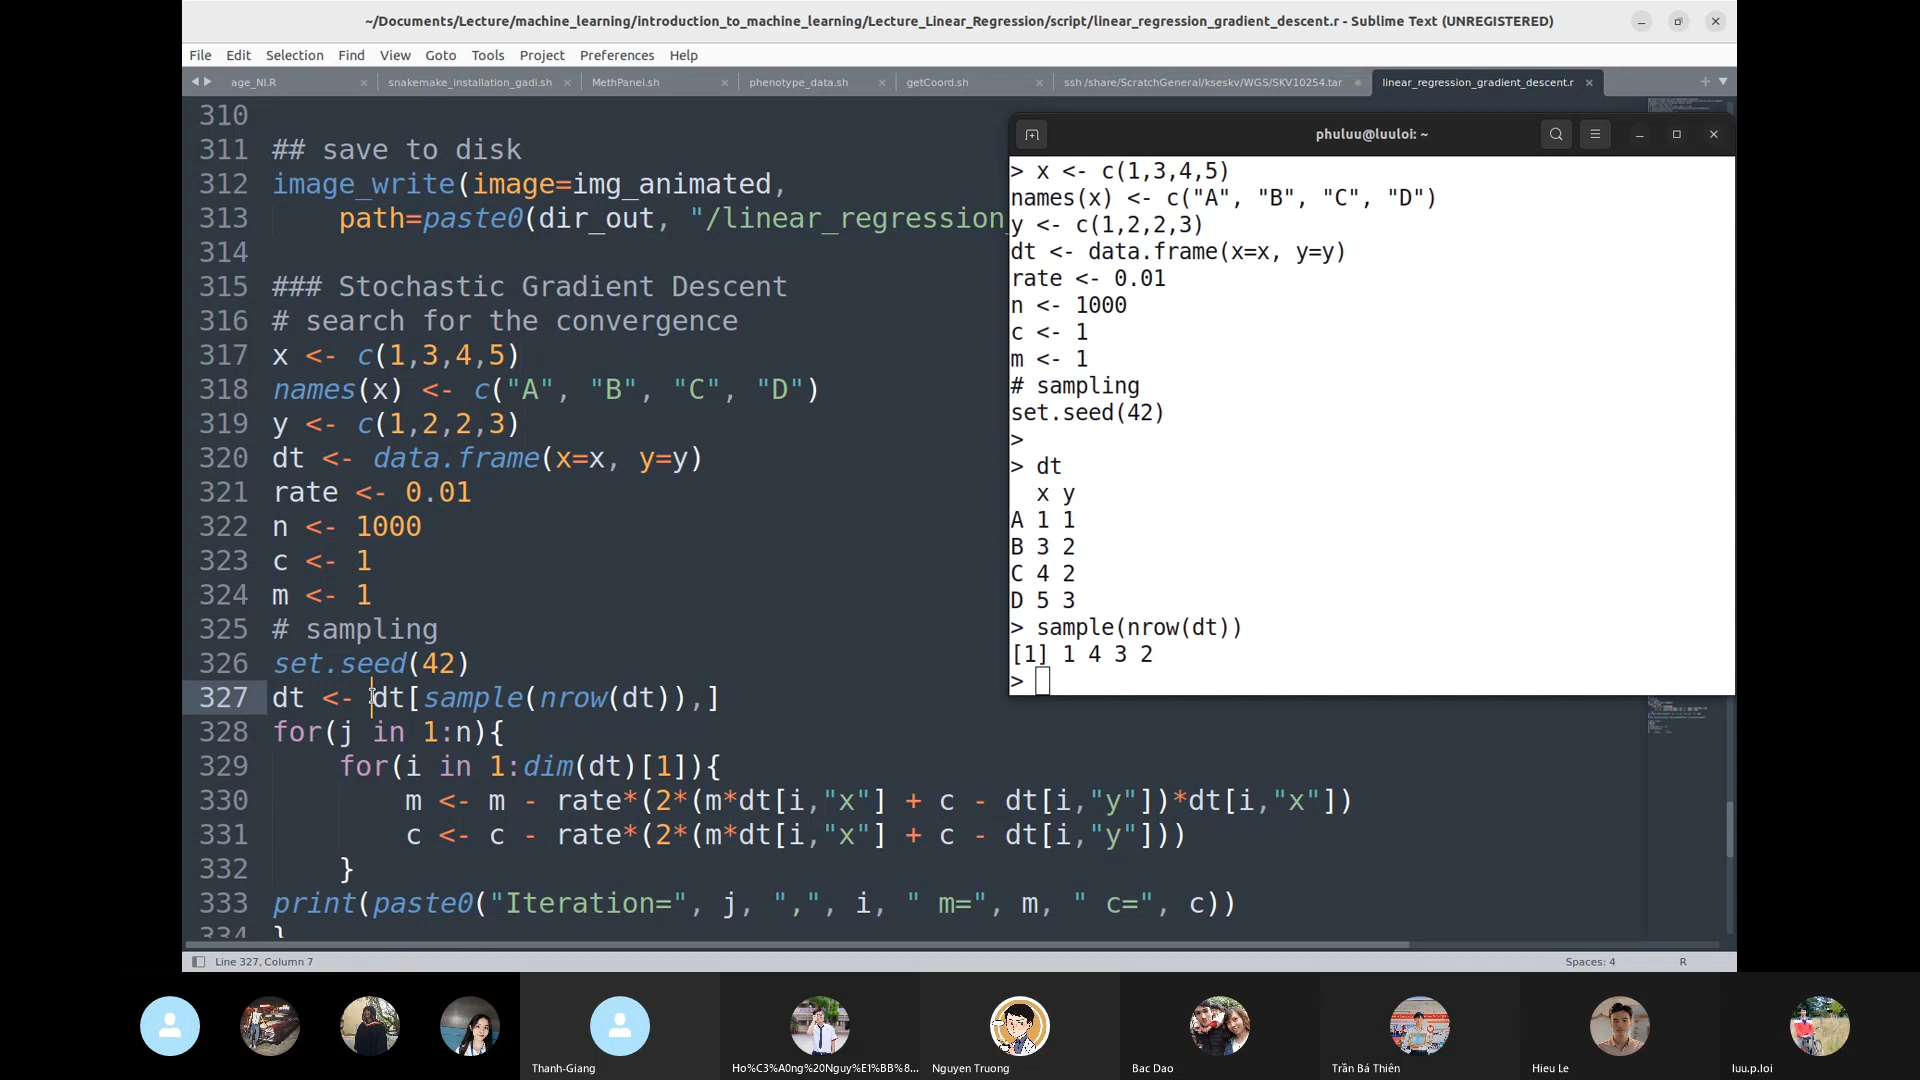 ~/Documents/Lecture/machine_learning/introduction_to_machine_learning/Lecture_Linear_Regression/script/linear_regression_gradient_descent.r - Sublime Text (UNREGISTERED)
File Edit Selection Find View Goto Tools Project Preferences Help
age_NI.R snakemake_installation_gadi.sh MethPanel.sh phenotype_data.sh getCoord.sh ssh /share/ScratchGeneral/kseskv/WGS/SKV10254.tar linear_regression_gradient_descent.r
310
311 ## save to disk
312 image_write(image=img_animated,
313     path=paste0(dir_out, "/linear_regression_
314
315 ### Stochastic Gradient Descent
316 # search for the convergence
317 x <- c(1,3,4,5)
318 names(x) <- c("A", "B", "C", "D")
319 y <- c(1,2,2,3)
320 dt <- data.frame(x=x, y=y)
321 rate <- 0.01
322 n <- 1000
323 c <- 1
324 m <- 1
325 # sampling
326 set.seed(42)
327 dt <- dt[sample(nrow(dt)),]
328 for(j in 1:n){
329     for(i in 1:dim(dt)[1]){
330         m <- m - rate*(2*(m*dt[i,"x"] + c - dt[i,"y"])*dt[i,"x"])
331         c <- c - rate*(2*(m*dt[i,"x"] + c - dt[i,"y"]))
332     }
333 print(paste0("Iteration=", j, ",", i, " m=", m, " c=", c))
334 }
phuluu@luuloi: ~
> x <- c(1,3,4,5)
names(x) <- c("A", "B", "C", "D")
y <- c(1,2,2,3)
dt <- data.frame(x=x, y=y)
rate <- 0.01
n <- 1000
c <- 1
m <- 1
# sampling
set.seed(42)
>
> dt
  x y
A 1 1
B 3 2
C 4 2
D 5 3
> sample(nrow(dt))
[1] 1 4 3 2
>
Line 327, Column 7 Spaces: 4 R
Thanh-Giang Ho%C3%A0ng%20Nguy%E1%BB%8... Nguyen Truong Bac Dao Trần Bá Thiên Hieu Le luu.p.loi